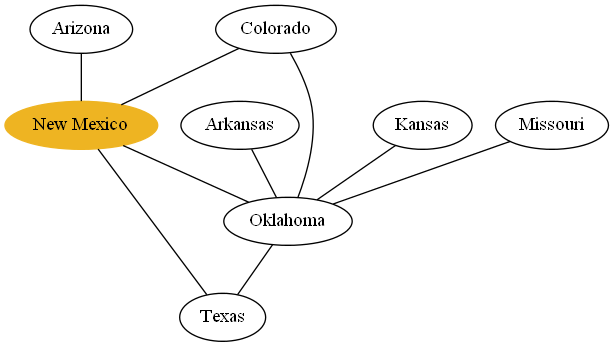 Arizona
Colorado
New Mexico
Arkansas
Kansas
Missouri
Oklahoma
Texas